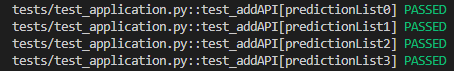 tests/test_application.py::test_addAPI[predictionList0] PASSED
tests/test_application.py::test_addAPI[predictionList1] PASSED
tests/test_application.py::test_addAPI[predictionList2] PASSED
tests/test_application.py::test_addAPI[predictionList3] PASSED